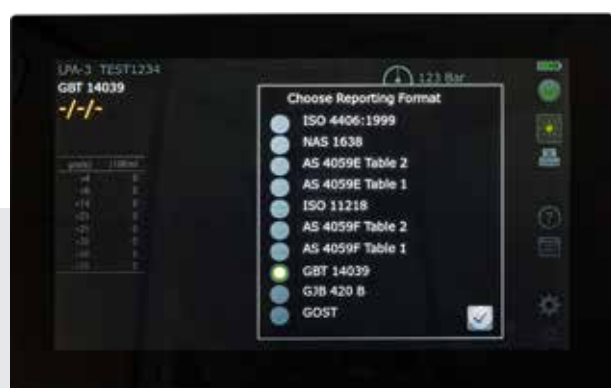 LPA-3 TEST1234
GBT 14039
-/-/-
123 Bar
Choose Reporting Format
ISO 4406:1999
NAS 1638
AS 4059E Table 2
AS 4059E Table 1
ISO 11218
AS 4059F Table 2
AS 4059F Table 1
GBT 14039
GJB 420 B
GOST